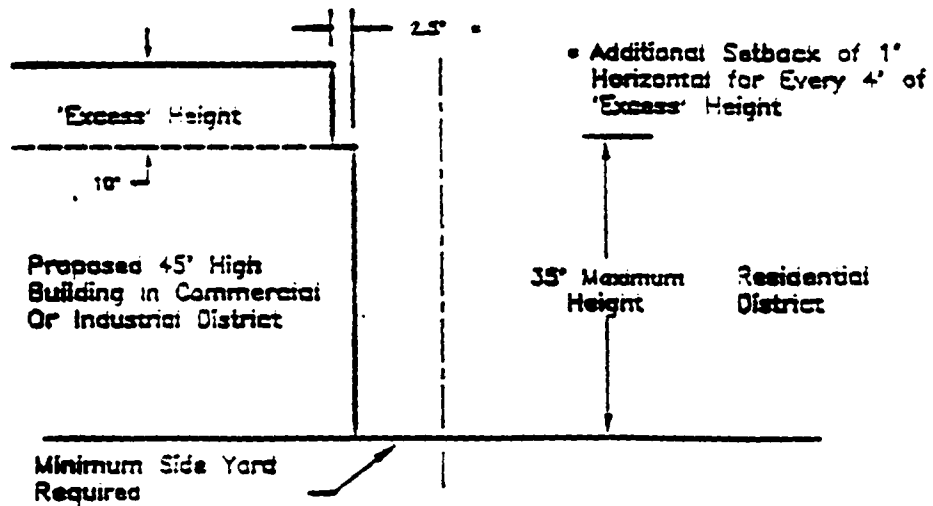 2.5' *
* Additional Setback of 1'
Horizontal for Every 4' of
'Excess' Height
'Excess' Height
10'
Proposed 45' High
Building in Commercial
Or Industrial District
35' Maximum
Height
Residential
District
Minimum Side Yard
Required